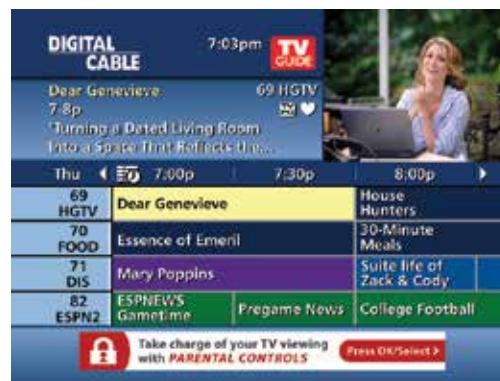 DIGITAL
CABLE
7:03pm
TV
GUIDE
Dear Genevieve
69 HGTV
7-8p
"Turning a Dated Living Room
Into a Space That Reflects the...
Thu
7:00p
7:30p
8:00p
69
HGTV
Dear Genevieve
House
Hunters
70
FOOD
Essence of Emeril
30-Minute
Meals
71
DIS
Mary Poppins
Suite life of
Zack & Cody
82
ESPN2
ESPNEWS
Gametime
Pregame News
College Football
Take charge of your TV viewing
with PARENTAL CONTROLS
Press OK/Select >